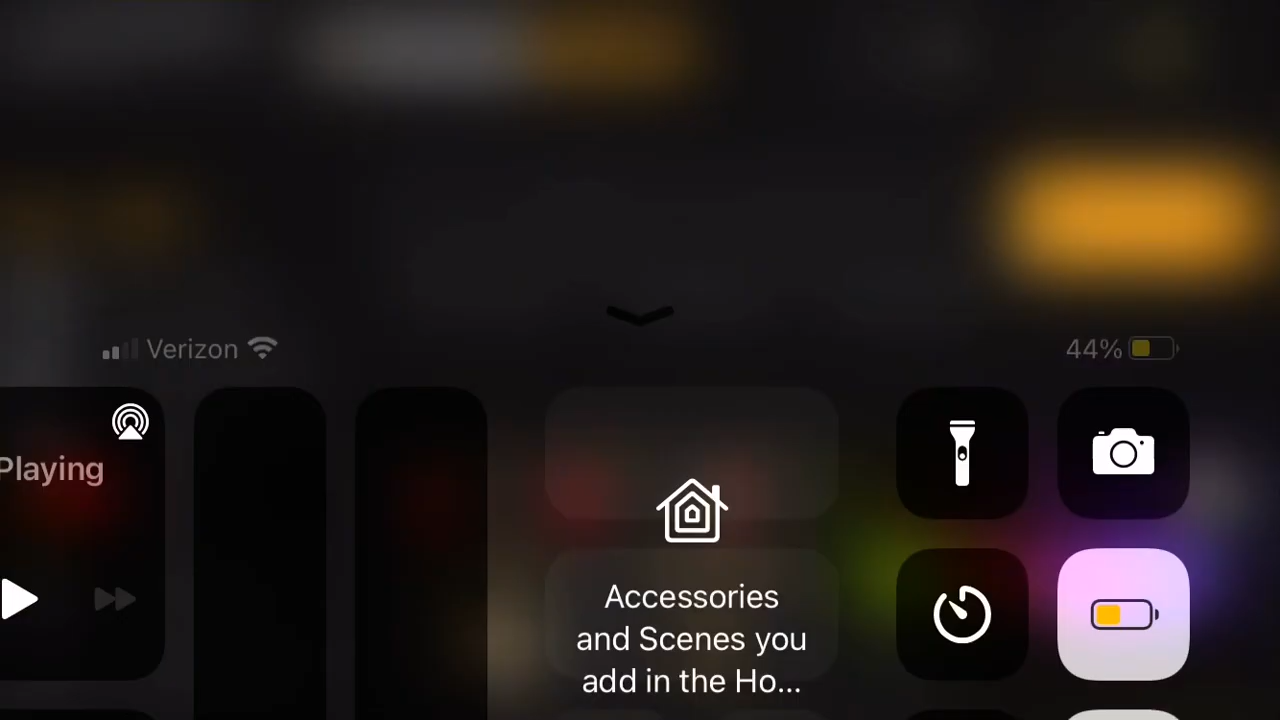 Verizon
44%
Playing
Accessories
and Scenes you
add in the Ho...